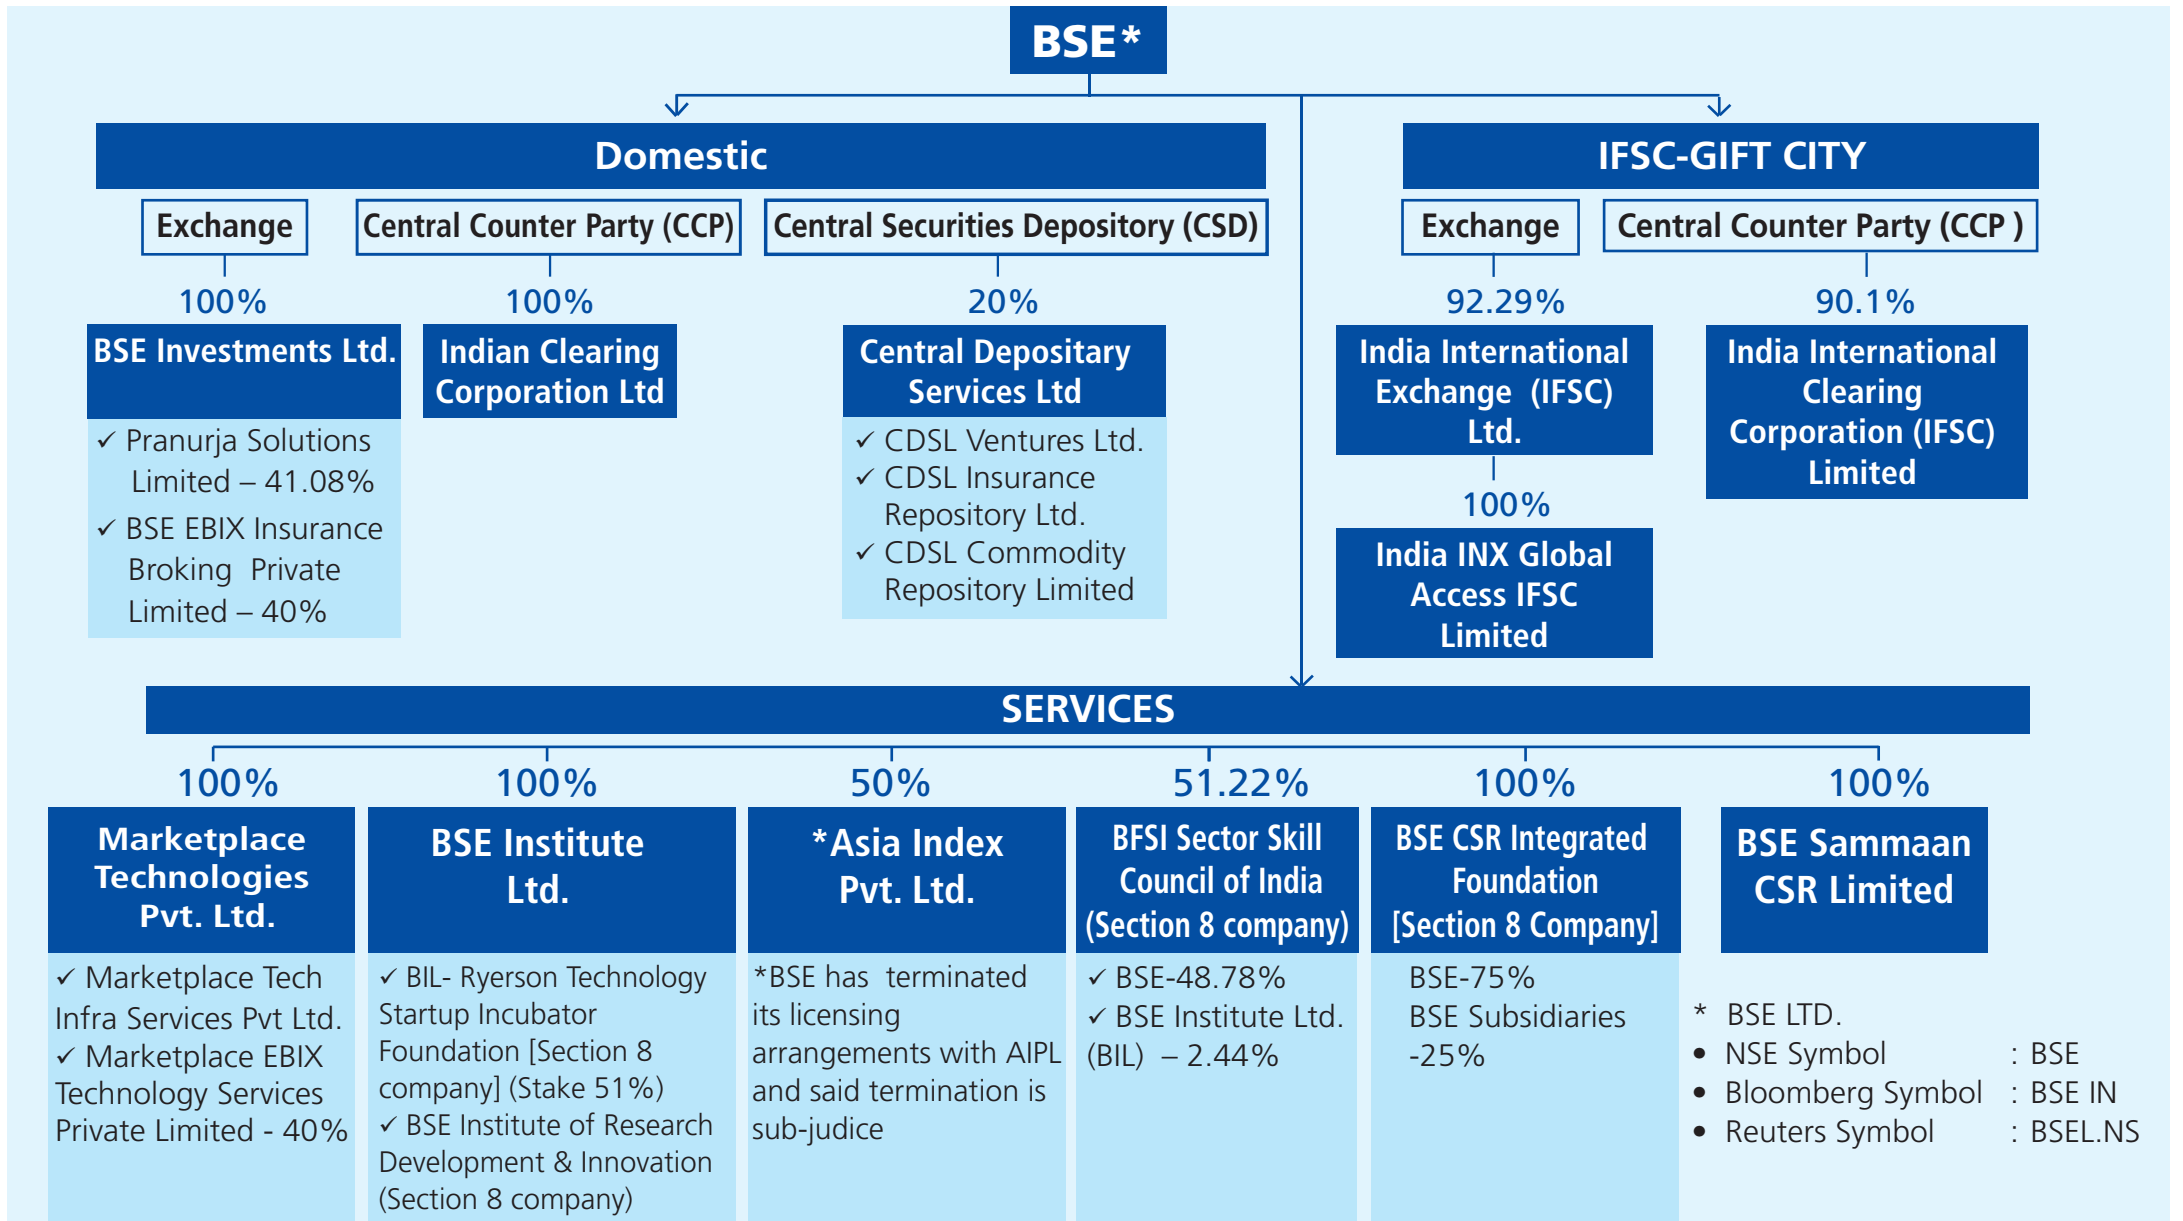 BSE*
Domestic
Exchange
100%
BSE Investments Ltd.
✓ Pranurja Solutions
Limited – 41.08%
✓ BSE EBIX Insurance
Broking Private
Limited – 40%
Central Counter Party (CCP)
100%
Indian Clearing
Corporation Ltd
Central Securities Depository (CSD)
20%
Central Depositary
Services Ltd
✓ CDSL Ventures Ltd.
✓ CDSL Insurance
Repository Ltd.
✓ CDSL Commodity
Repository Limited
IFSC-GIFT CITY
Exchange
92.29%
India International
Exchange (IFSC)
Ltd.
100%
India INX Global
Access IFSC
Limited
Central Counter Party (CCP )
90.1%
India International
Clearing
Corporation (IFSC)
Limited
SERVICES
100%
Marketplace
Technologies
Pvt. Ltd.
✓ Marketplace Tech
Infra Services Pvt Ltd.
✓ Marketplace EBIX
Technology Services
Private Limited - 40%
100%
BSE Institute
Ltd.
✓ BIL- Ryerson Technology
Startup Incubator
Foundation [Section 8
company] (Stake 51%)
✓ BSE Institute of Research
Development & Innovation
(Section 8 company)
50%
*Asia Index
Pvt. Ltd.
*BSE has terminated
its licensing
arrangements with AIPL
and said termination is
sub-judice
51.22%
BFSI Sector Skill
Council of India
(Section 8 company)
✓ BSE-48.78%
✓ BSE Institute Ltd.
(BIL) – 2.44%
100%
BSE CSR Integrated
Foundation
[Section 8 Company]
BSE-75%
BSE Subsidiaries
-25%
100%
BSE Sammaan
CSR Limited
* BSE LTD.
• NSE Symbol : BSE
• Bloomberg Symbol : BSE IN
• Reuters Symbol : BSEL.NS